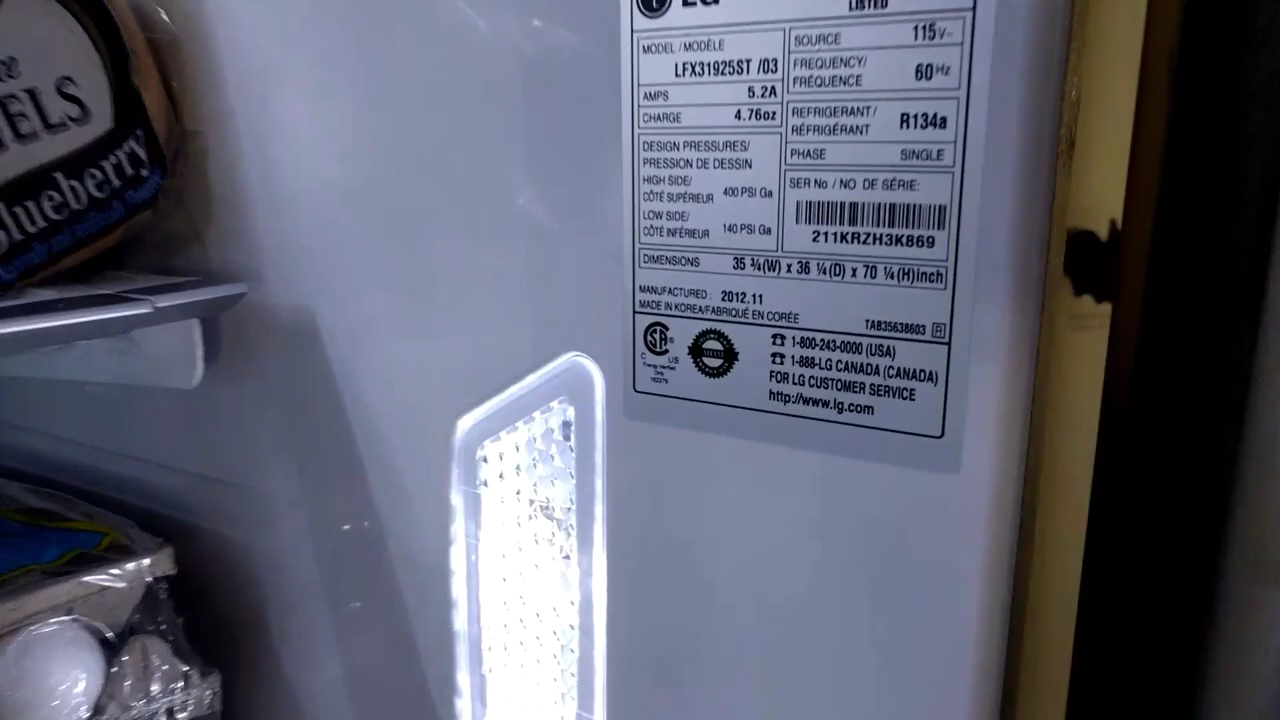 LG
LISTED
MODEL / MODÈLE
LFX31925ST /03
AMPS 5.2A
CHARGE 4.76oz
DESIGN PRESSURES/
PRESSION DE DESSIN
HIGH SIDE/
CÔTÉ SUPÉRIEUR 400 PSI Ga
LOW SIDE/
CÔTÉ INFÉRIEUR 140 PSI Ga
SOURCE 115V~
FREQUENCY/
FRÉQUENCE 60Hz
REFRIGERANT/
RÉFRIGÉRANT R134a
PHASE SINGLE
SER No / NO DE SÉRIE:
211KRZH3K869
DIMENSIONS 35 ¾(W) x 36 ¼(D) x 70 ¼(H)inch
MANUFACTURED: 2012.11
MADE IN KOREA/FABRIQUÉ EN CORÉE
TAB35638603 R
C US
Energy Verified
Only
☎ 1-800-243-0000 (USA)
☎ 1-888-LG CANADA (CANADA)
FOR LG CUSTOMER SERVICE
http://www.lg.com
Blueberry